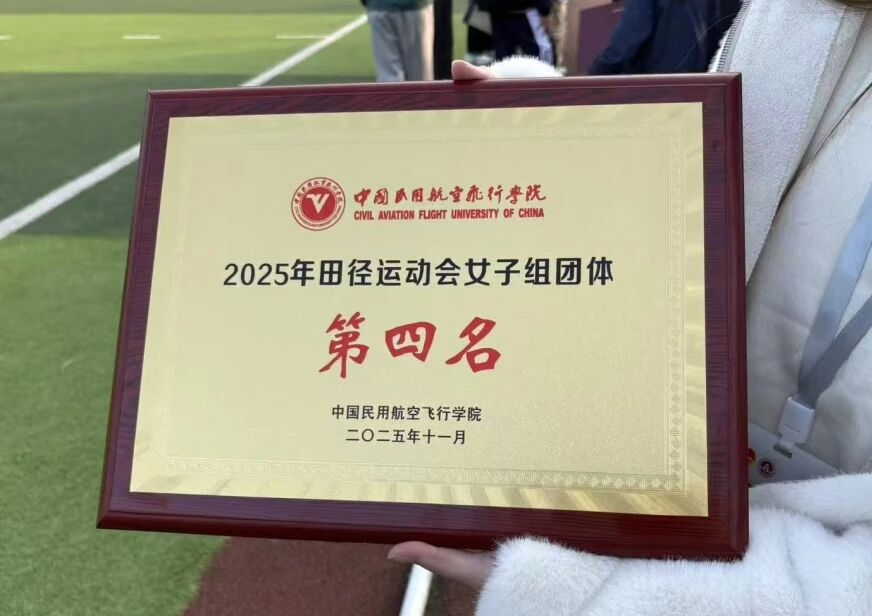 中国民用航空飞行学院
CIVIL AVIATION FLIGHT UNIVERSITY OF CHINA
2025年田径运动会女子组团体
第四名
中国民用航空飞行学院
二〇二五年十一月